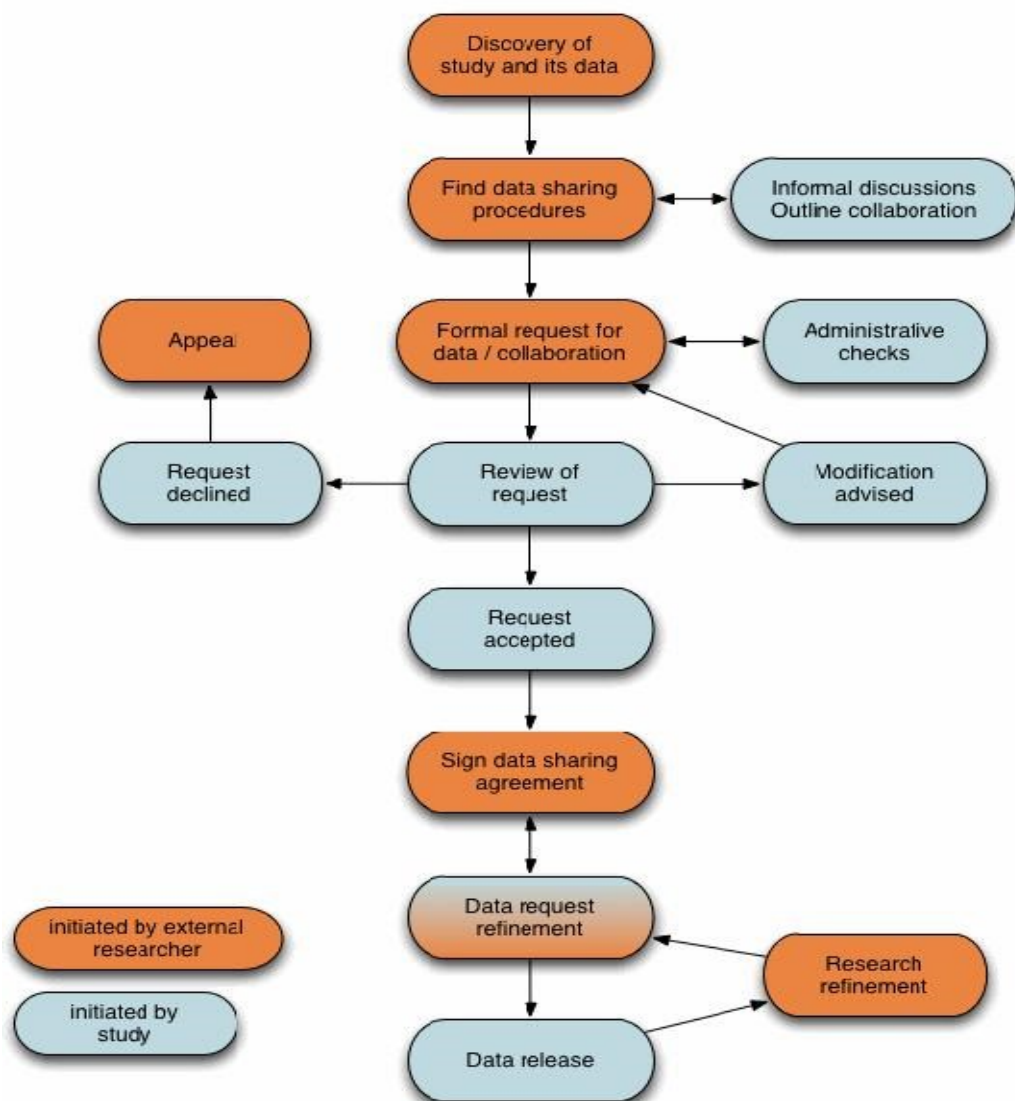 Discovery of
study and its data
Find data sharing
procedures
Informal discussions
Outline collaboration
Appeal
Formal request for
data / collaboration
Administrative
checks
Request
declined
Review of
request
Modification
advised
Request
accepted
Sign data sharing
agreement
Data request
refinement
initiated by external
researcher
Research
refinement
initiated by
study
Data release